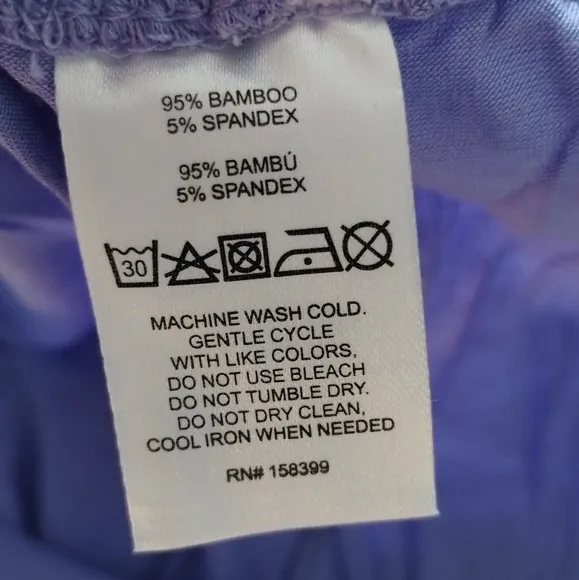 95% BAMBOO
5% SPANDEX
95% BAMBÚ
5% SPANDEX
30
MACHINE WASH COLD.
GENTLE CYCLE
WITH LIKE COLORS,
DO NOT USE BLEACH
DO NOT TUMBLE DRY.
DO NOT DRY CLEAN,
COOL IRON WHEN NEEDED
RN# 158399